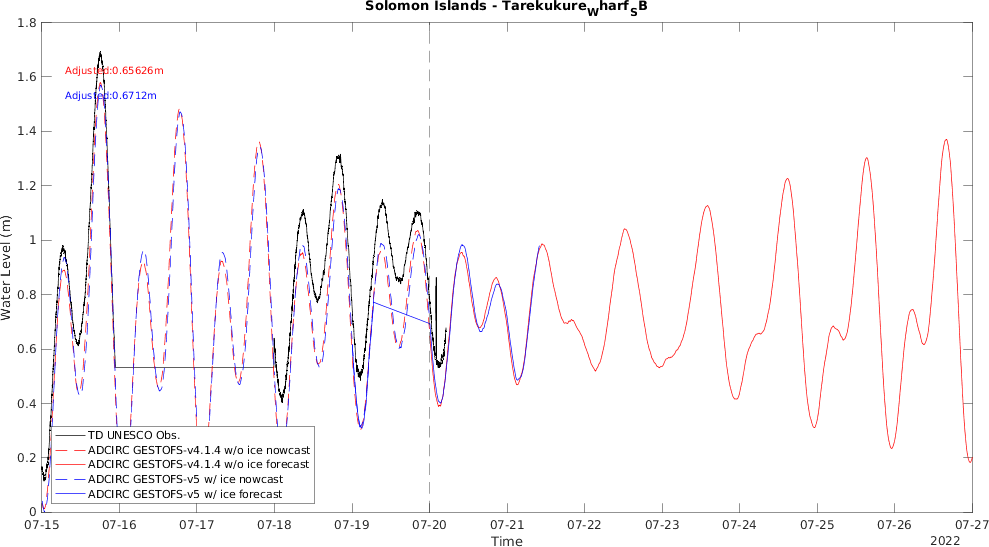 Solomon Islands - TarekukureWharfSB
1.8
1.6
1.4
1.2
1
0.8
0.6
0.4
0.2
0
Water Level (m)
Adjusted:0.65626m
Adjusted:0.6712m
TD UNESCO Obs.
ADCIRC GESTOFS-v4.1.4 w/o ice nowcast
ADCIRC GESTOFS-v4.1.4 w/o ice forecast
ADCIRC GESTOFS-v5 w/ ice nowcast
ADCIRC GESTOFS-v5 w/ ice forecast
07-15 07-16 07-17 07-18 07-19 07-20 07-21 07-22 07-23 07-24 07-25 07-26 07-27
Time
2022